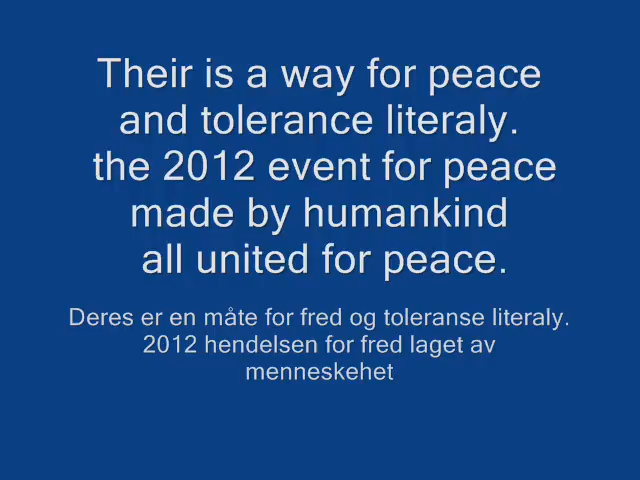 Their is a way for peace
and tolerance literaly.
the 2012 event for peace
made by humankind
all united for peace.
Deres er en måte for fred og toleranse literaly.
2012 hendelsen for fred laget av
menneskehet